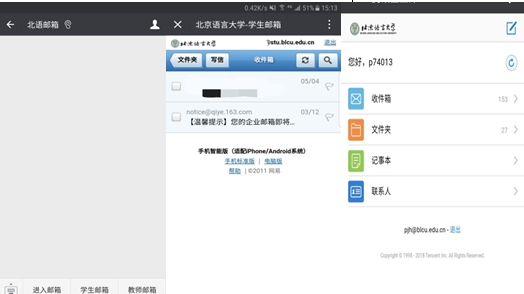 0.42K/s 51% 15:13
北语邮箱
进入邮箱
学生邮箱
教师邮箱
北京语言大学-学生邮箱
北京语言大学
@stu.blcu.edu.cn
退出
文件夹
写信
收件箱
05/04
notice@qiye.163.com
03/12
【温馨提示】您的企业邮箱即将...
手机智能版（适配iPhone/Android系统）
手机标准版 | 电脑版
帮助 | ©2011 网易
北京语言大学
您好，p74013
收件箱 153
文件夹 27
记事本
联系人
pjh@blcu.edu.cn - 退出
Copyright © 1998 - 2018 Tencent Inc. All Rights Reserved.